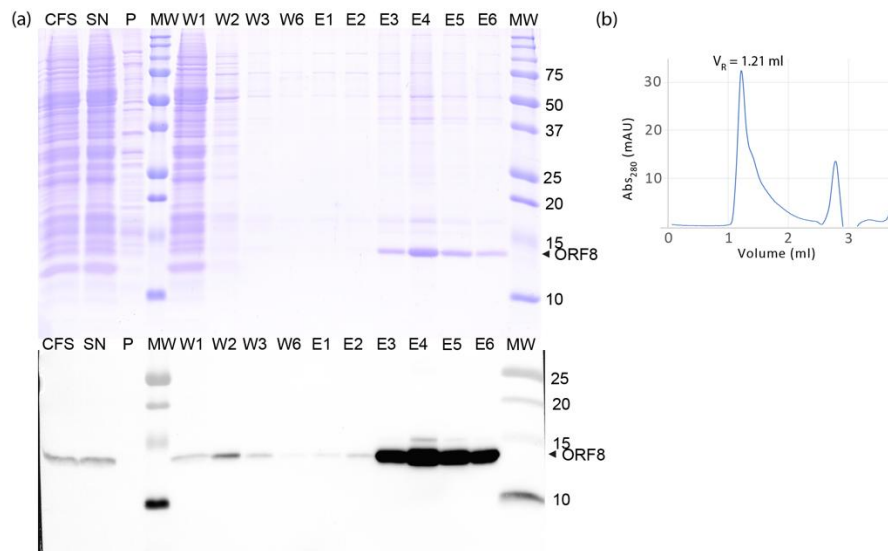 (a)
CFS SN P MW W1 W2 W3 W6 E1 E2 E3 E4 E5 E6 MW
75
50
37
25
20
15
ORF8
10
CFS SN P MW W1 W2 W3 W6 E1 E2 E3 E4 E5 E6 MW
25
20
15
ORF8
10
(b)
VR = 1.21 ml
30
20
10
Abs280 (mAU)
0 1 2 3
Volume (ml)